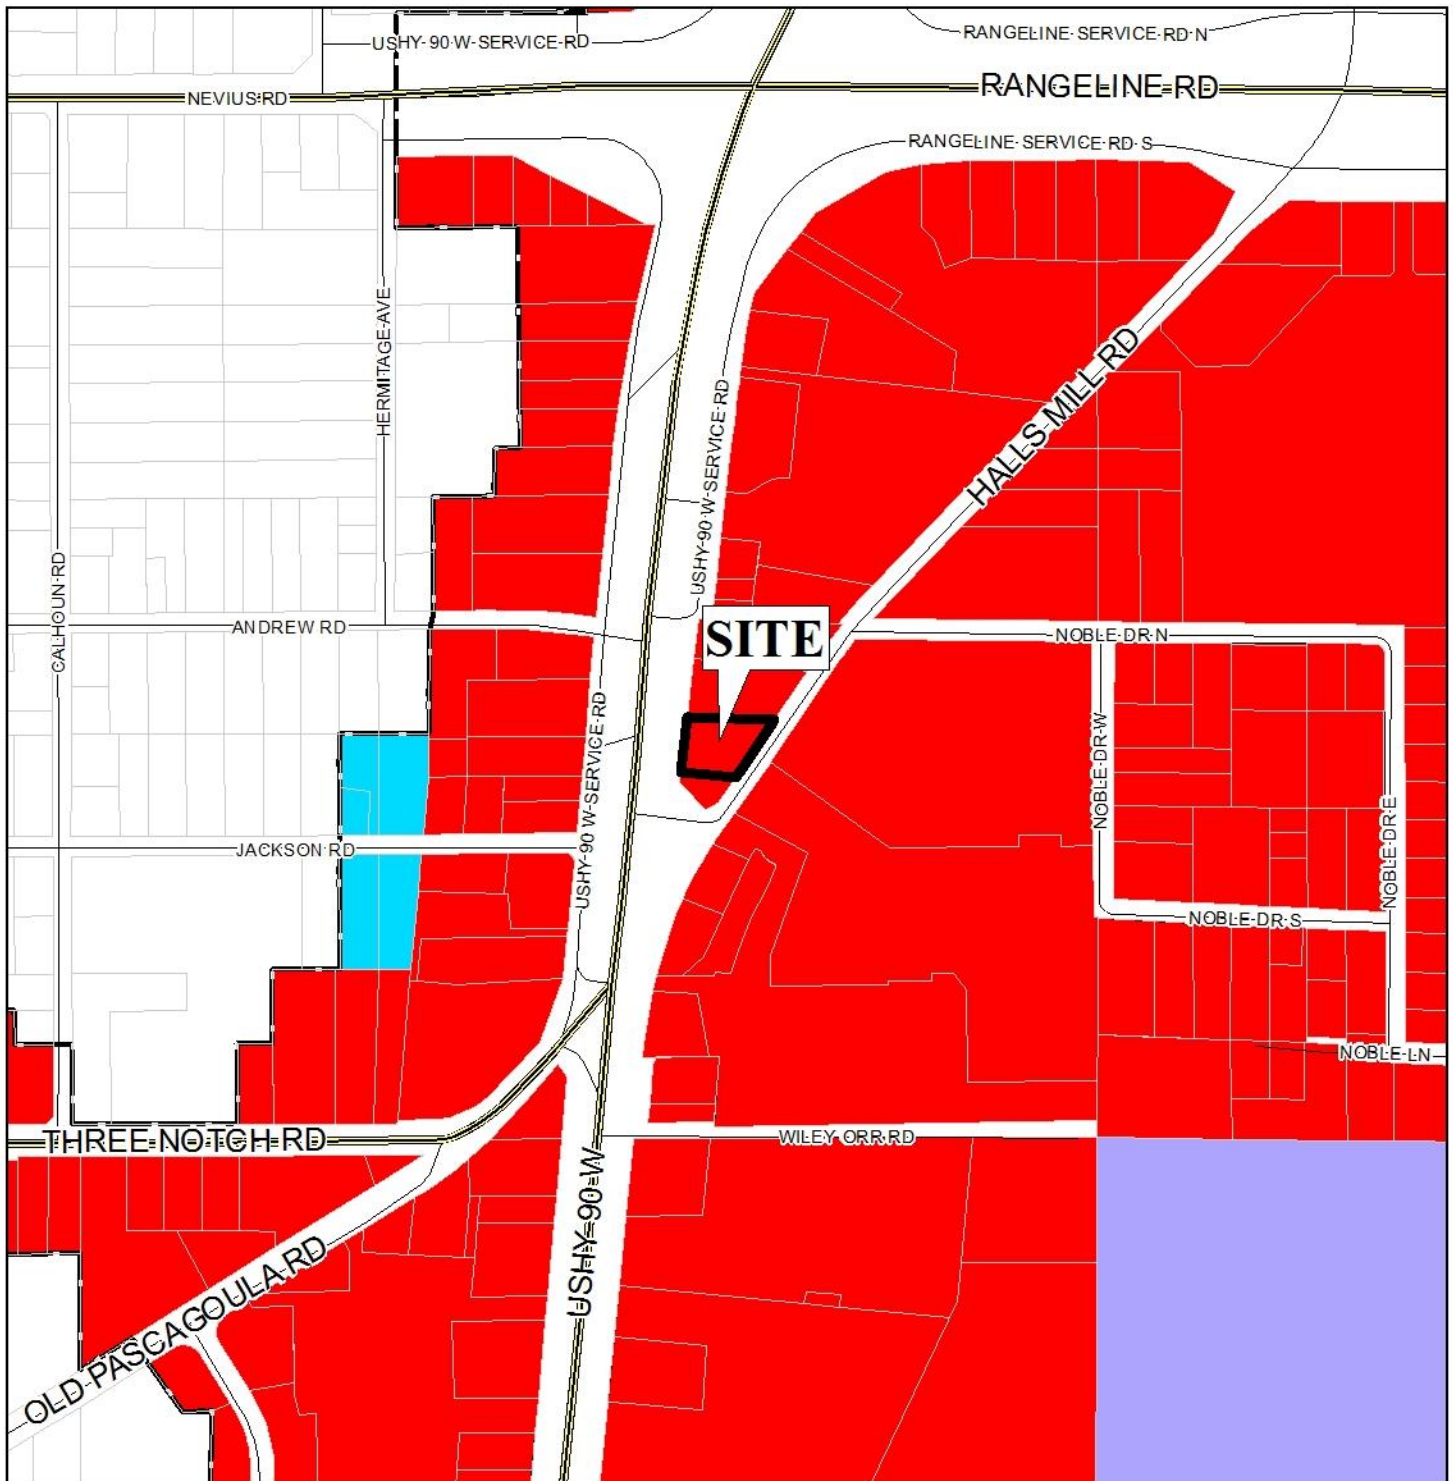 USHY 90 W SERVICE RD
RANGELINE SERVICE RD N
NEVIUS RD
RANGELINE RD
RANGELINE SERVICE RD S
HERMITAGE AVE
HALLS MILL RD
USHY 90 W SERVICE RD
CALHOUN RD
ANDREW RD
SITE
NOBLE DR N
USHY 90 W SERVICE RD
NOBLE DR W
NOBLE DR E
JACKSON RD
NOBLE DR S
NOBLE LN
THREE NOTCH RD
WILEY ORR RD
USHY 90 W
OLD PASCAGOULA RD